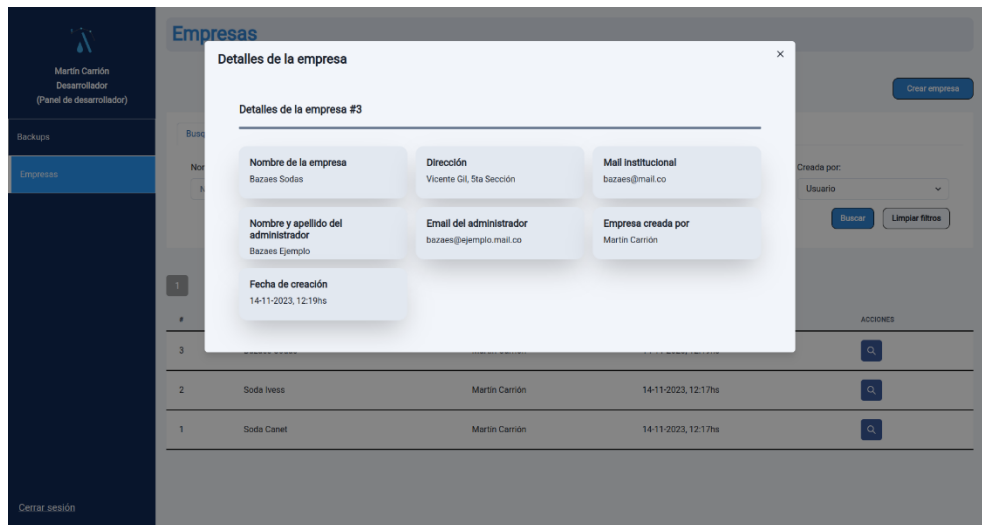 Martín Carrión
Desarrollador
(Panel de desarrollador)
Backups
Empresas
Cerrar sesión
Empresas
Crear empresa
Creada por:
Usuario
Buscar
Limpiar filtros
Detalles de la empresa
×
Detalles de la empresa #3
Nombre de la empresa
Bazaes Sodas
Dirección
Vicente Gil, 5ta Sección
Mail institucional
bazaes@mail.co
Nombre y apellido del
administrador
Bazaes Ejemplo
Email del administrador
bazaes@ejemplo.mail.co
Empresa creada por
Martín Carrión
Fecha de creación
14-11-2023, 12:19hs
1
#
ACCIONES
3
2
Soda Ivess
Martín Carrión
14-11-2023, 12:17hs
1
Soda Canet
Martín Carrión
14-11-2023, 12:17hs